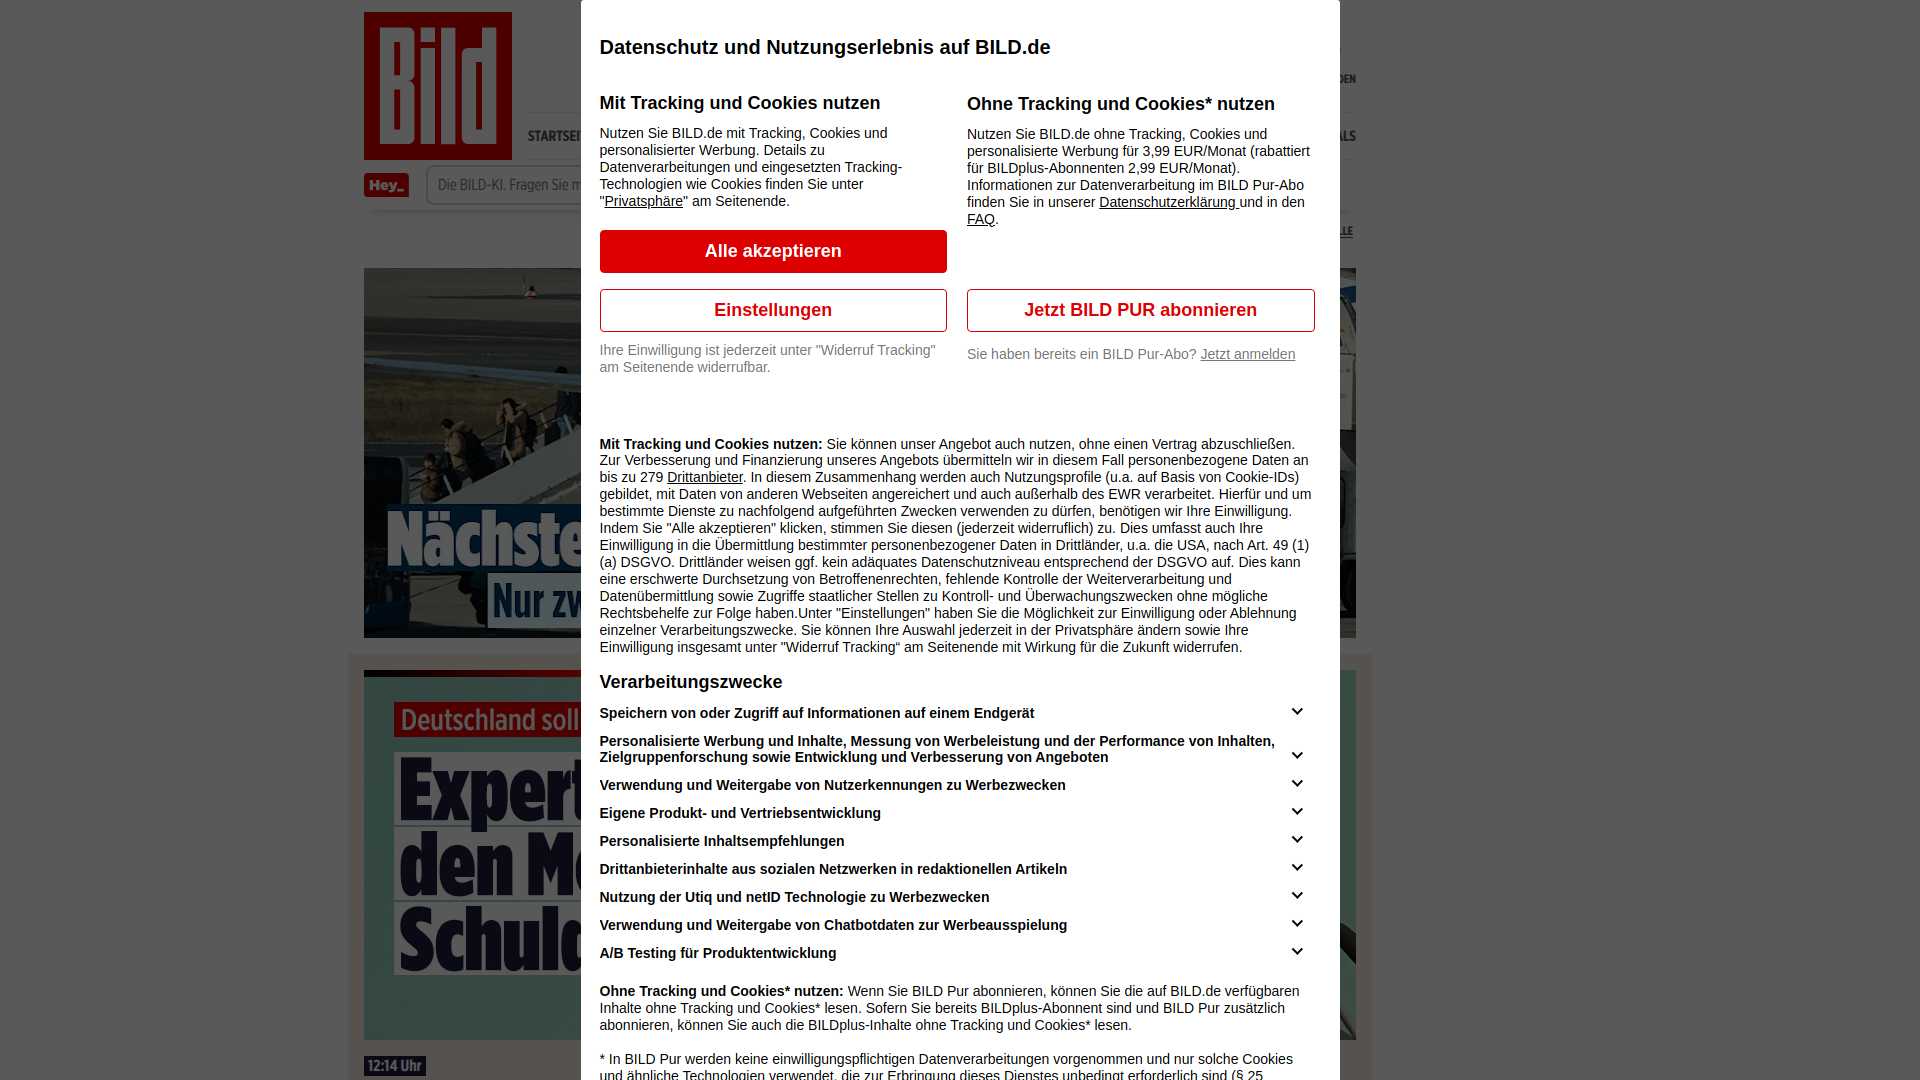 Bild
DEN
STARTSEI
ALS
Hey_
Die BILD-KI. Fragen Sie m
LLE
Nächste
Nur zw
Deutschland soll
Expert
den Me
Schuld
12:14 Uhr
Datenschutz und Nutzungserlebnis auf BILD.de
Mit Tracking und Cookies nutzen
Nutzen Sie BILD.de mit Tracking, Cookies und
personalisierter Werbung. Details zu
Datenverarbeitungen und eingesetzten Tracking-
Technologien wie Cookies finden Sie unter
"Privatsphäre" am Seitenende.
Alle akzeptieren
Einstellungen
Ihre Einwilligung ist jederzeit unter "Widerruf Tracking"
am Seitenende widerrufbar.
Ohne Tracking und Cookies* nutzen
Nutzen Sie BILD.de ohne Tracking, Cookies und
personalisierte Werbung für 3,99 EUR/Monat (rabattiert
für BILDplus-Abonnenten 2,99 EUR/Monat).
Informationen zur Datenverarbeitung im BILD Pur-Abo
finden Sie in unserer Datenschutzerklärung und in den
FAQ.
Jetzt BILD PUR abonnieren
Sie haben bereits ein BILD Pur-Abo? Jetzt anmelden
Mit Tracking und Cookies nutzen: Sie können unser Angebot auch nutzen, ohne einen Vertrag abzuschließen.
Zur Verbesserung und Finanzierung unseres Angebots übermitteln wir in diesem Fall personenbezogene Daten an
bis zu 279 Drittanbieter. In diesem Zusammenhang werden auch Nutzungsprofile (u.a. auf Basis von Cookie-IDs)
gebildet, mit Daten von anderen Webseiten angereichert und auch außerhalb des EWR verarbeitet. Hierfür und um
bestimmte Dienste zu nachfolgend aufgeführten Zwecken verwenden zu dürfen, benötigen wir Ihre Einwilligung.
Indem Sie "Alle akzeptieren" klicken, stimmen Sie diesen (jederzeit widerruflich) zu. Dies umfasst auch Ihre
Einwilligung in die Übermittlung bestimmter personenbezogener Daten in Drittländer, u.a. die USA, nach Art. 49 (1)
(a) DSGVO. Drittländer weisen ggf. kein adäquates Datenschutzniveau entsprechend der DSGVO auf. Dies kann
eine erschwerte Durchsetzung von Betroffenenrechten, fehlende Kontrolle der Weiterverarbeitung und
Datenübermittlung sowie Zugriffe staatlicher Stellen zu Kontroll- und Überwachungszwecken ohne mögliche
Rechtsbehelfe zur Folge haben.Unter "Einstellungen" haben Sie die Möglichkeit zur Einwilligung oder Ablehnung
einzelner Verarbeitungszwecke. Sie können Ihre Auswahl jederzeit in der Privatsphäre ändern sowie Ihre
Einwilligung insgesamt unter "Widerruf Tracking“ am Seitenende mit Wirkung für die Zukunft widerrufen.
Verarbeitungszwecke
Speichern von oder Zugriff auf Informationen auf einem Endgerät
Personalisierte Werbung und Inhalte, Messung von Werbeleistung und der Performance von Inhalten,
Zielgruppenforschung sowie Entwicklung und Verbesserung von Angeboten
Verwendung und Weitergabe von Nutzerkennungen zu Werbezwecken
Eigene Produkt- und Vertriebsentwicklung
Personalisierte Inhaltsempfehlungen
Drittanbieterinhalte aus sozialen Netzwerken in redaktionellen Artikeln
Nutzung der Utiq und netID Technologie zu Werbezwecken
Verwendung und Weitergabe von Chatbotdaten zur Werbeausspielung
A/B Testing für Produktentwicklung
Ohne Tracking und Cookies* nutzen: Wenn Sie BILD Pur abonnieren, können Sie die auf BILD.de verfügbaren
Inhalte ohne Tracking und Cookies* lesen. Sofern Sie bereits BILDplus-Abonnent sind und BILD Pur zusätzlich
abonnieren, können Sie auch die BILDplus-Inhalte ohne Tracking und Cookies* lesen.
* In BILD Pur werden keine einwilligungspflichtigen Datenverarbeitungen vorgenommen und nur solche Cookies
und ähnliche Technologien verwendet, die zur Erbringung dieses Dienstes unbedingt erforderlich sind (§ 25